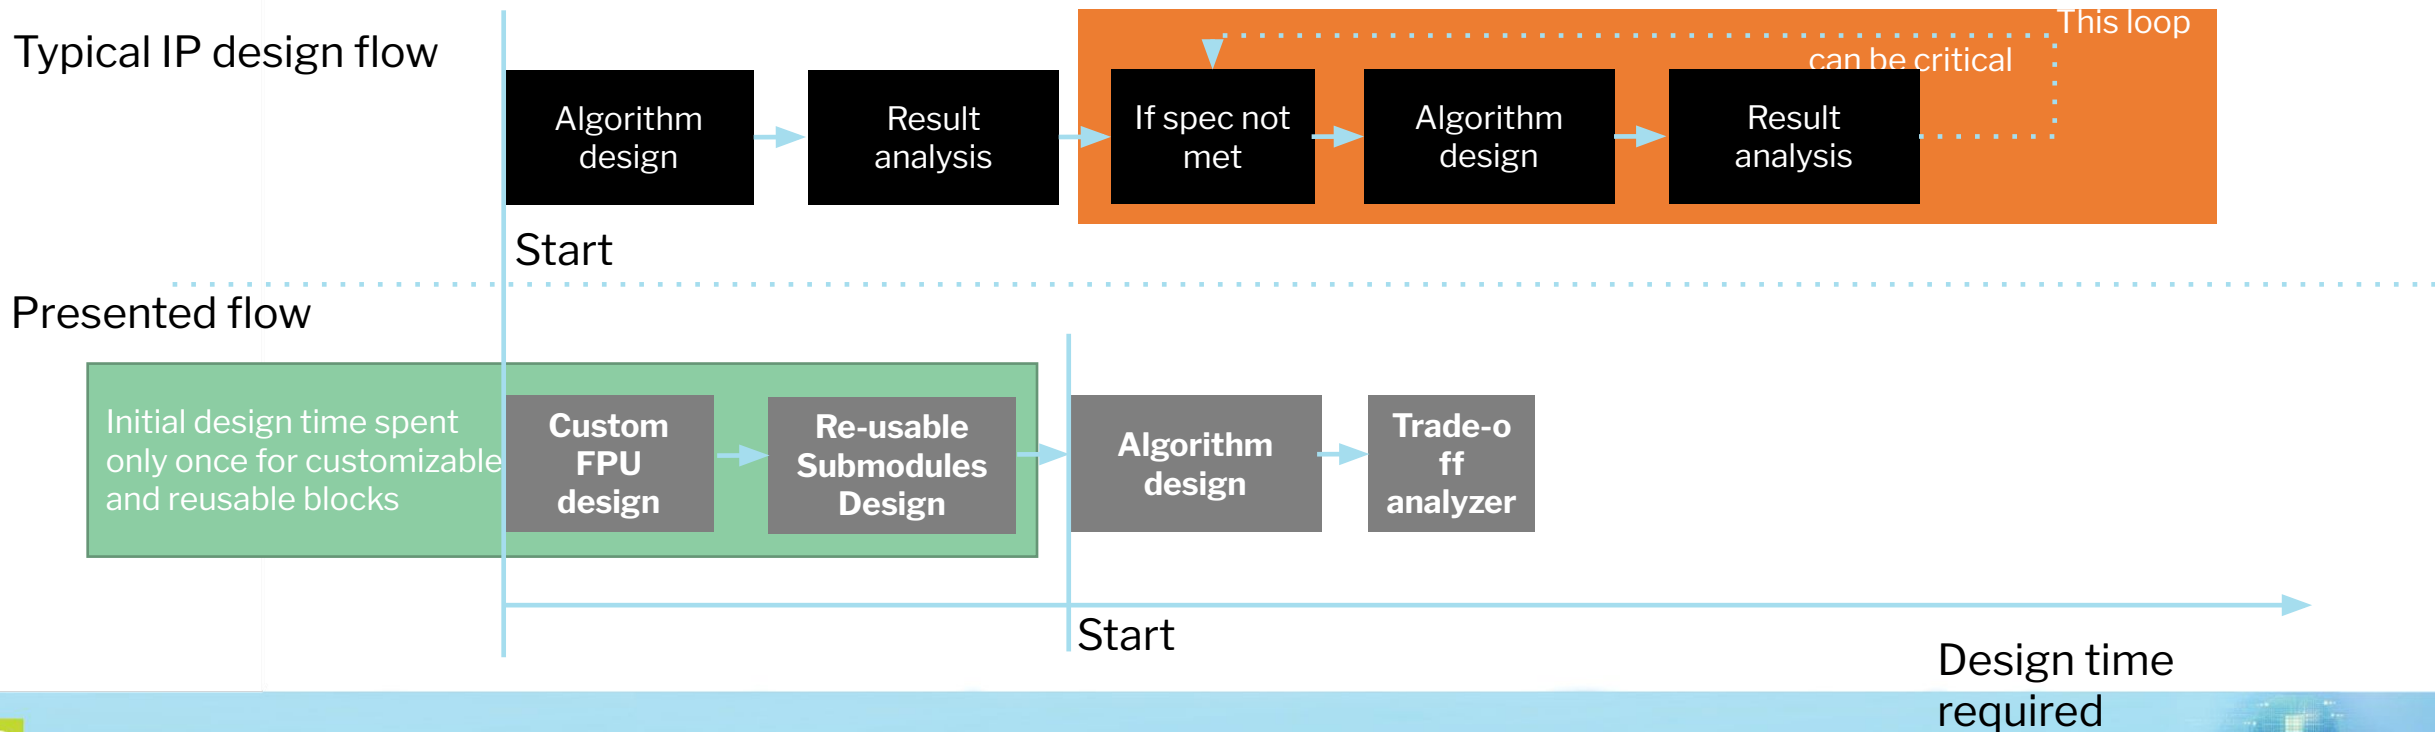 Typical IP design flow
This loop
can be critical
Algorithm
design
Result
analysis
If spec not
met
Algorithm
design
Result
analysis
Start
Presented flow
Initial design time spent
only once for customizable
and reusable blocks
Custom
FPU
design
Re-usable
Submodules
Design
Algorithm
design
Trade-o
ff
analyzer
Start
Design time
required